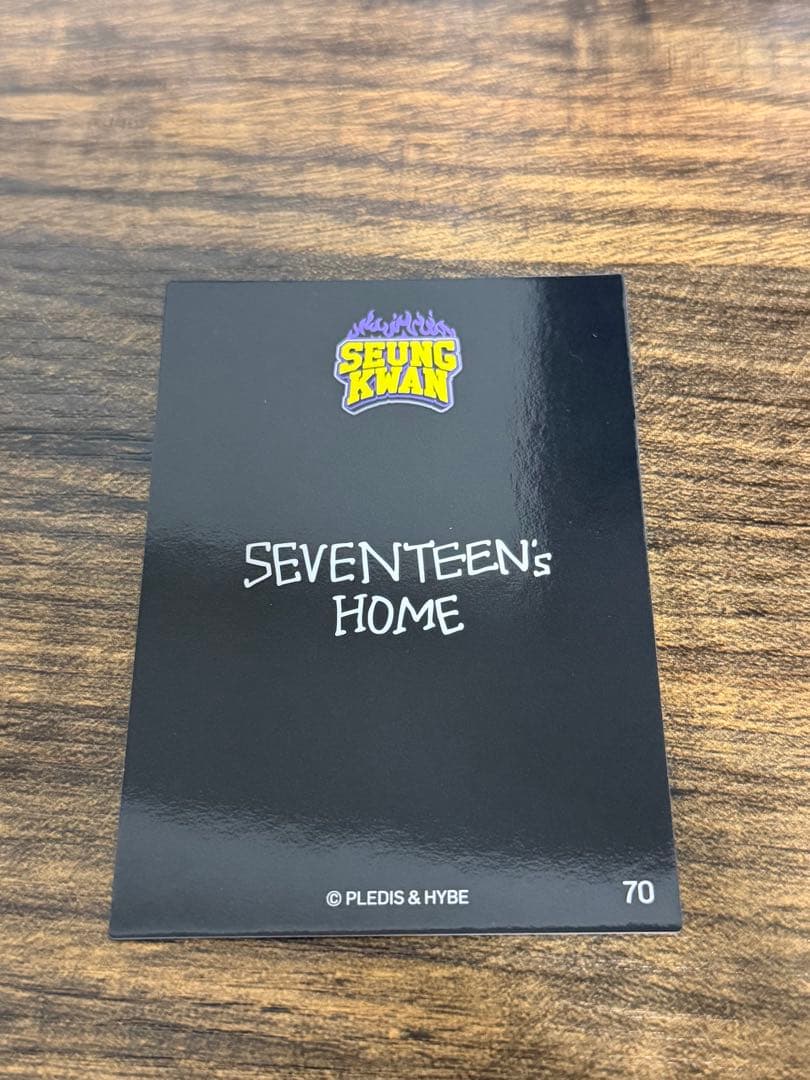 SEUNG
KWAN
SEVENTEEN's
HOME
© PLEDIS & HYBE
70